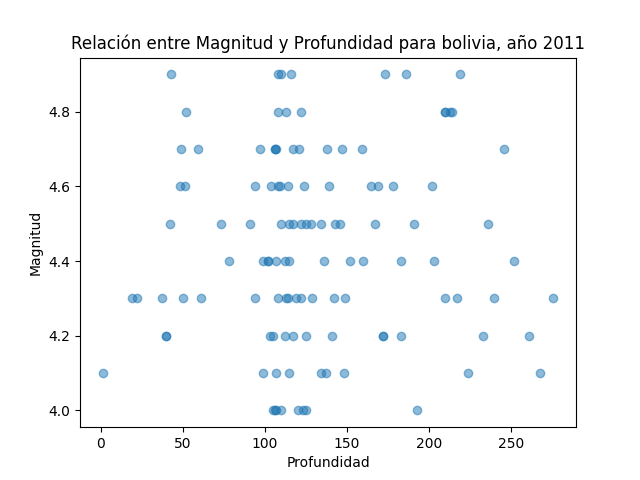 Relación entre Magnitud y Profundidad para bolivia, año 2011
4.8
4.6
4.4
4.2
4.0
Magnitud
0 50 100 150 200 250
Profundidad